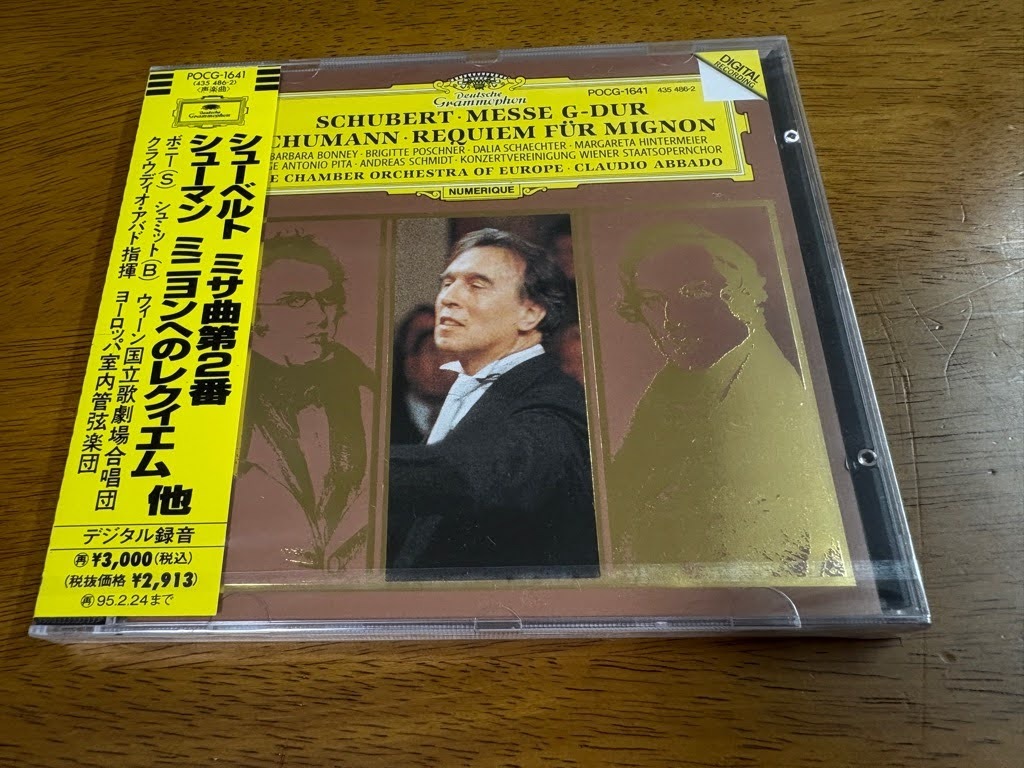 POCG-1641
(435 486-2)
〈声楽曲〉
Deutsche
Grammophon
シューベルト ミサ曲第2番
シューマン ミニヨンへのレクィエム 他
ボニー(S) シュミット(B) ウィーン国立歌劇場合唱団
クラウディオ・アバド指揮 ヨーロッパ室内管弦楽団
デジタル録音
再 ¥3,000(税込)
(税抜価格 ¥2,913)
再 95.2.24まで
Deutsche
Grammophon
POCG-1641 435 486-2
DIGITAL
RECORDING
SCHUBERT · MESSE G-DUR
CHUMANN · REQUIEM FÜR MIGNON
BARBARA BONNEY · BRIGITTE POSCHNER · DALIA SCHAECHTER · MARGARETA HINTERMEIER
GE ANTONIO PITA · ANDREAS SCHMIDT · KONZERTVEREINIGUNG WIENER STAATSOPERNCHOR
E CHAMBER ORCHESTRA OF EUROPE · CLAUDIO ABBADO
NUMERIQUE